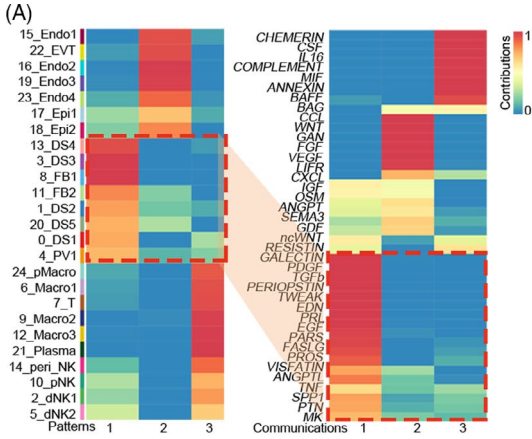 (A)
15_Endo1
22_EVT
16_Endo2
19_Endo3
23_Endo4
17_Epi1
18_Epi2
13_DS4
3_DS3
8_FB1
11_FB2
1_DS2
20_DS5
0_DS1
4_PV1
24_pMacro
6_Macro1
7_T
9_Macro2
12_Macro3
21_Plasma
14_peri_NK
10_pNK
2_dNK1
5_dNK2
Patterns 1 2 3
CHEMERIN
CSF
IL16
COMPLEMENT
MIF
ANNEXIN
BAFF
BAG
CCL
WNT
GAN
FGF
VEGF
LIFR
CXCL
IGF
OSM
ANGPT
SEMA3
GDF
ncWNT
RESISTIN
GALECTIN
PDGF
TGFb
PERIOPSTIN
TWEAK
EDN
PRL
EGF
PARS
FASLG
PROS
VISFATIN
ANGPTL
TNF
SPP1
PTN
MK
Communications 1 2 3
Contributions
1
0